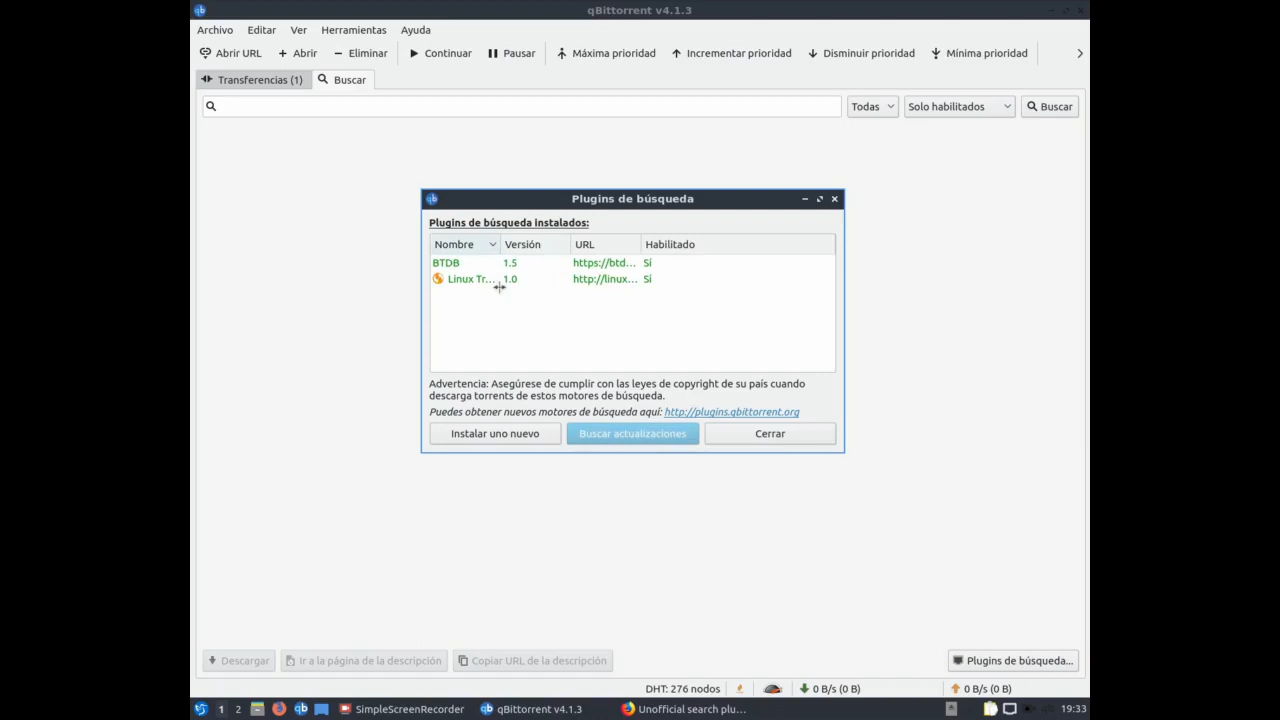 qBittorrent v4.1.3
Archivo Editar Ver Herramientas Ayuda
Abrir URL Abrir Eliminar Continuar Pausar Máxima prioridad Incrementar prioridad Disminuir prioridad Mínima prioridad
Transferencias (1) Buscar
Todas Solo habilitados Buscar
Plugins de búsqueda
Plugins de búsqueda instalados:
Nombre Versión URL Habilitado
BTDB 1.5 https://btd... Sí
Linux Tr... 1.0 http://linux... Sí
Advertencia: Asegúrese de cumplir con las leyes de copyright de su país cuando
descarga torrents de estos motores de búsqueda.
Puedes obtener nuevos motores de búsqueda aquí: http://plugins.qbittorrent.org
Instalar uno nuevo Buscar actualizaciones Cerrar
Descargar Ir a la página de la descripción Copiar URL de la descripción Plugins de búsqueda...
DHT: 276 nodos 0 B/s (0 B) 0 B/s (0 B)
1 2 SimpleScreenRecorder qBittorrent v4.1.3 Unofficial search plu... 19:33